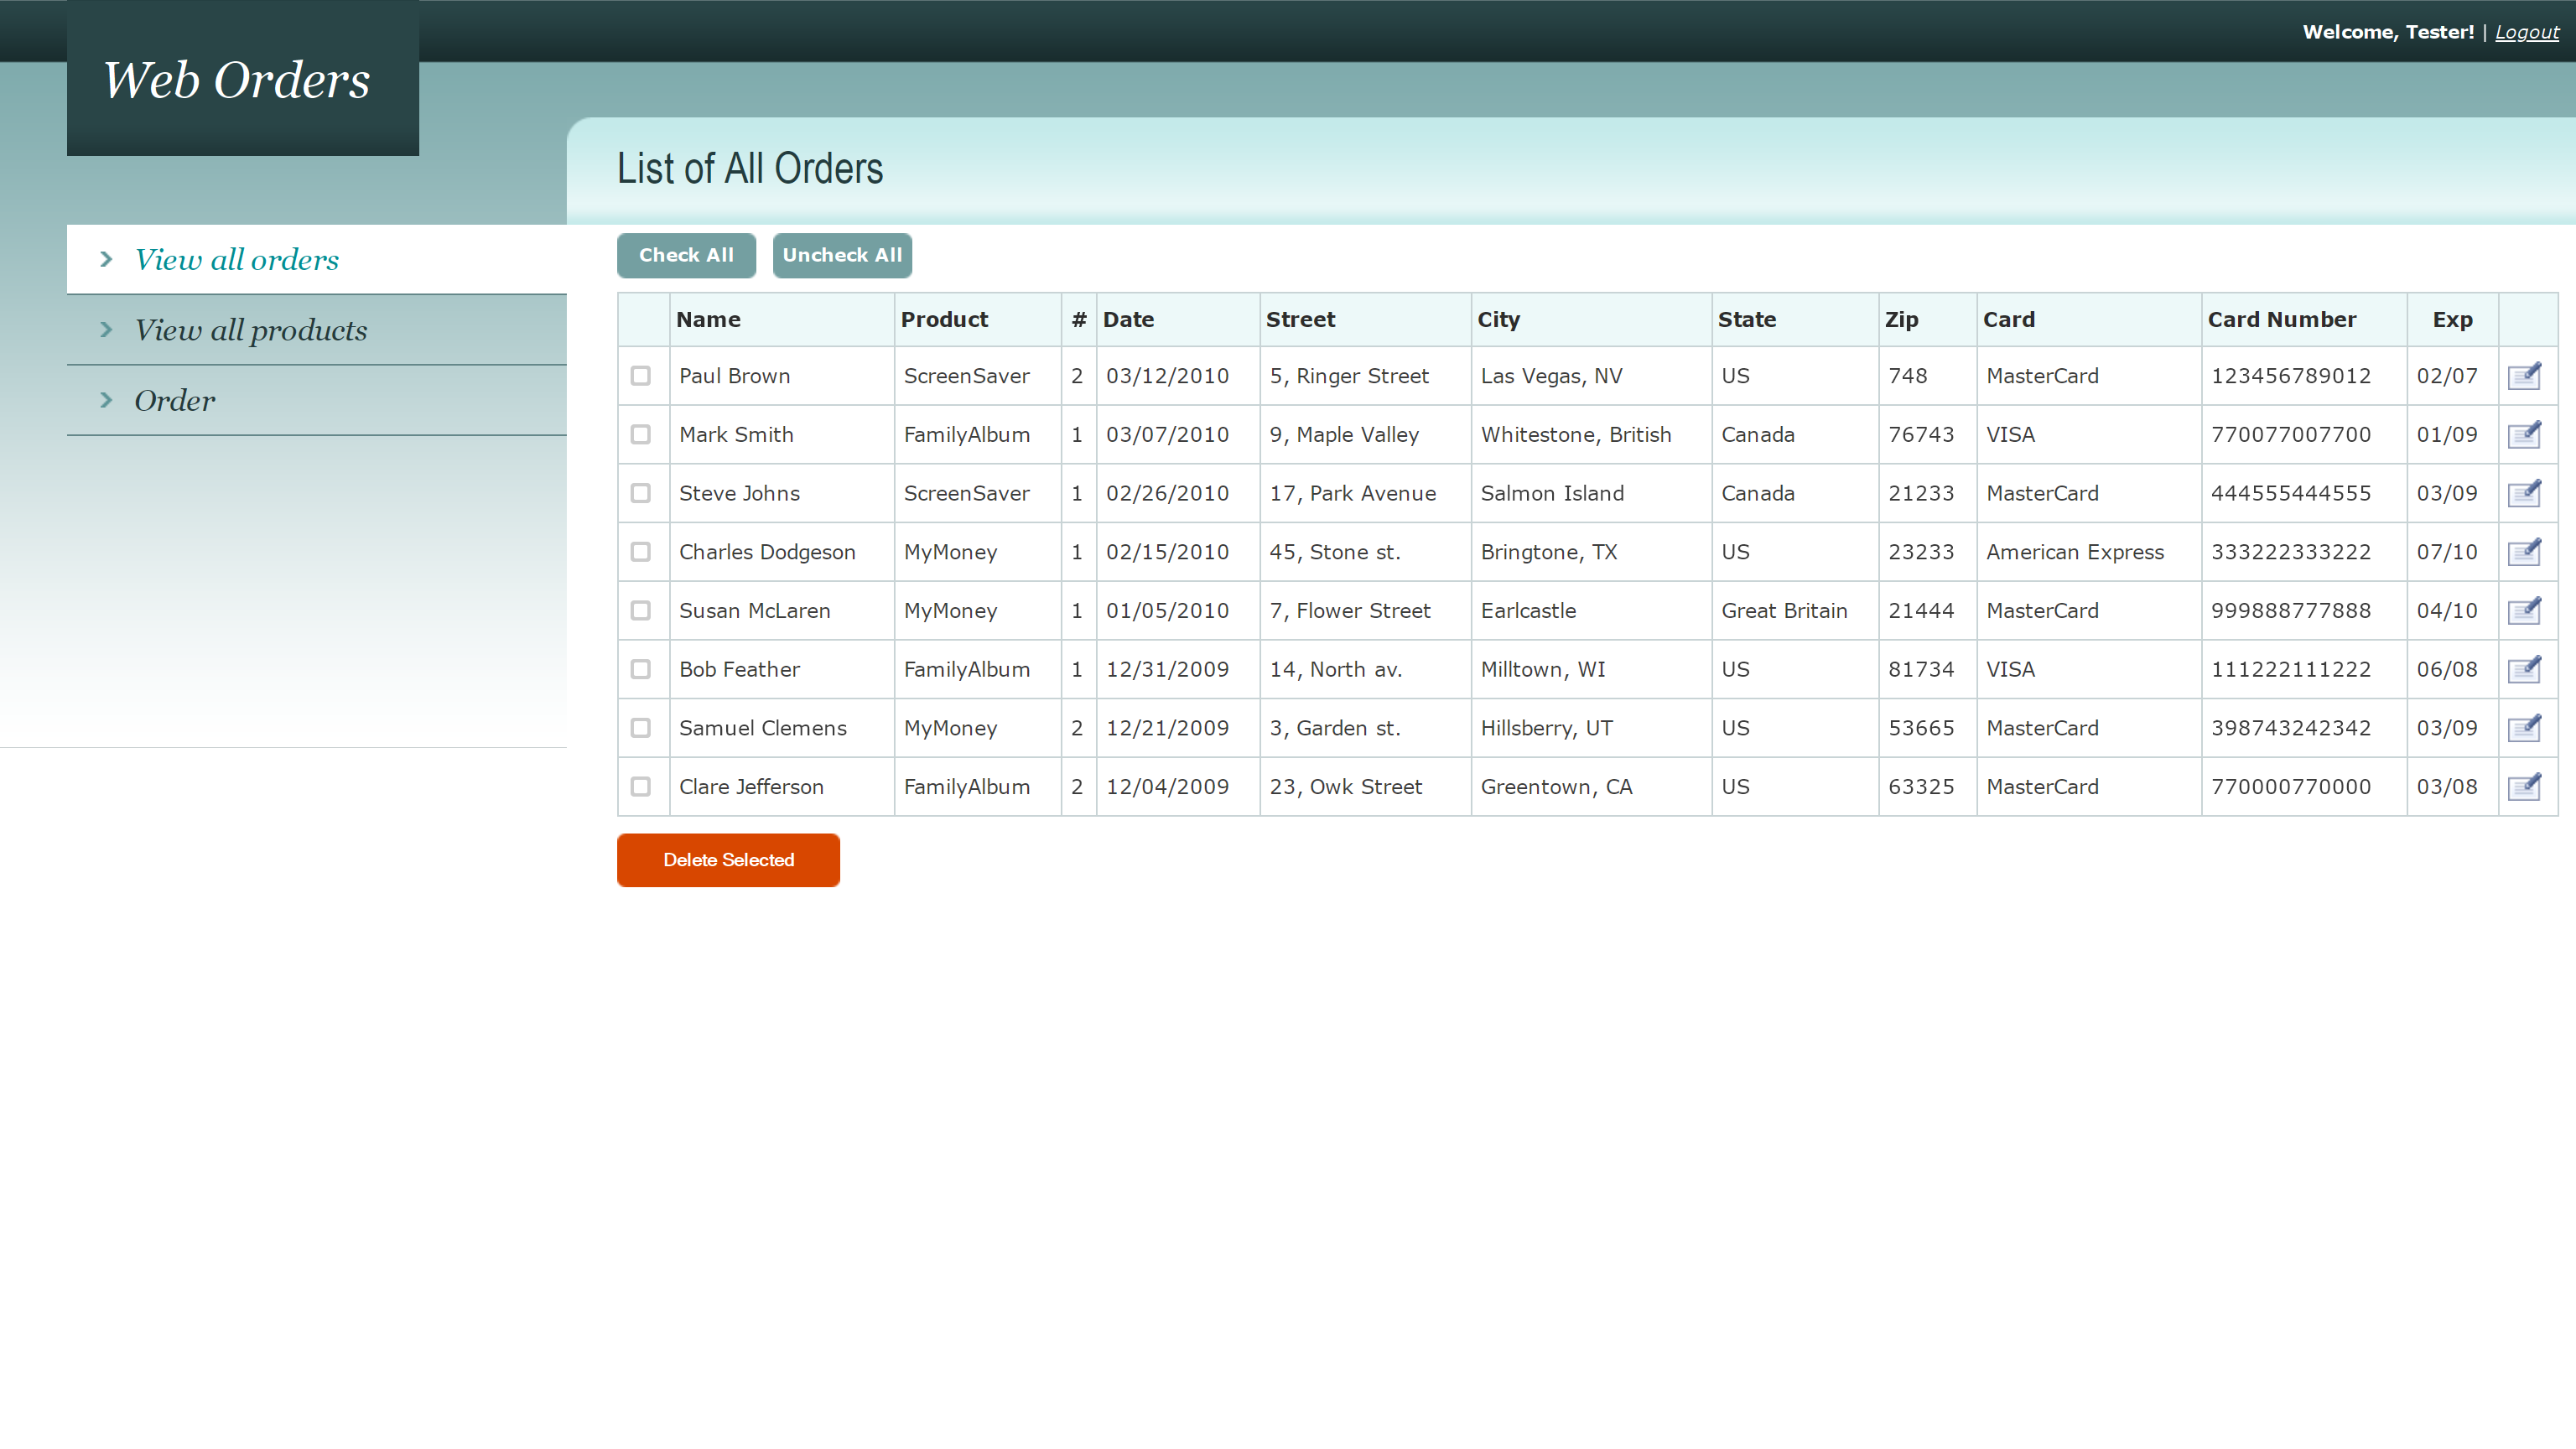 Welcome, Tester! | Logout
Web Orders
List of All Orders
View all orders
View all products
Order
Check All Uncheck All
Name Product # Date Street City State Zip Card Card Number Exp
Paul Brown ScreenSaver 2 03/12/2010 5, Ringer Street Las Vegas, NV US 748 MasterCard 123456789012 02/07
Mark Smith FamilyAlbum 1 03/07/2010 9, Maple Valley Whitestone, British Canada 76743 VISA 770077007700 01/09
Steve Johns ScreenSaver 1 02/26/2010 17, Park Avenue Salmon Island Canada 21233 MasterCard 444555444555 03/09
Charles Dodgeson MyMoney 1 02/15/2010 45, Stone st. Bringtone, TX US 23233 American Express 333222333222 07/10
Susan McLaren MyMoney 1 01/05/2010 7, Flower Street Earlcastle Great Britain 21444 MasterCard 999888777888 04/10
Bob Feather FamilyAlbum 1 12/31/2009 14, North av. Milltown, WI US 81734 VISA 111222111222 06/08
Samuel Clemens MyMoney 2 12/21/2009 3, Garden st. Hillsberry, UT US 53665 MasterCard 398743242342 03/09
Clare Jefferson FamilyAlbum 2 12/04/2009 23, Owk Street Greentown, CA US 63325 MasterCard 770000770000 03/08
Delete Selected